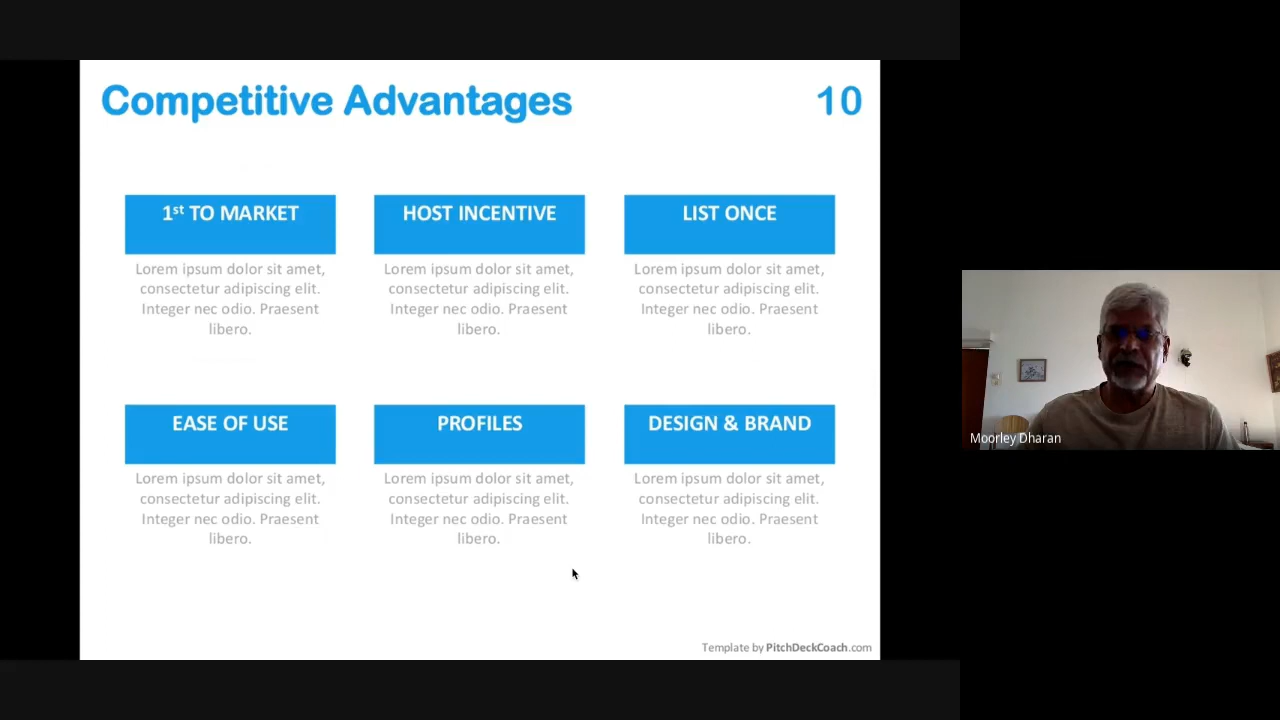 Competitive Advantages
10
1st TO MARKET
Lorem ipsum dolor sit amet,
consectetur adipiscing elit.
Integer nec odio. Praesent
libero.
HOST INCENTIVE
Lorem ipsum dolor sit amet,
consectetur adipiscing elit.
Integer nec odio. Praesent
libero.
LIST ONCE
Lorem ipsum dolor sit amet,
consectetur adipiscing elit.
Integer nec odio. Praesent
libero.
EASE OF USE
Lorem ipsum dolor sit amet,
consectetur adipiscing elit.
Integer nec odio. Praesent
libero.
PROFILES
Lorem ipsum dolor sit amet,
consectetur adipiscing elit.
Integer nec odio. Praesent
libero.
DESIGN & BRAND
Lorem ipsum dolor sit amet,
consectetur adipiscing elit.
Integer nec odio. Praesent
libero.
Template by PitchDeckCoach.com
Moorley Dharan